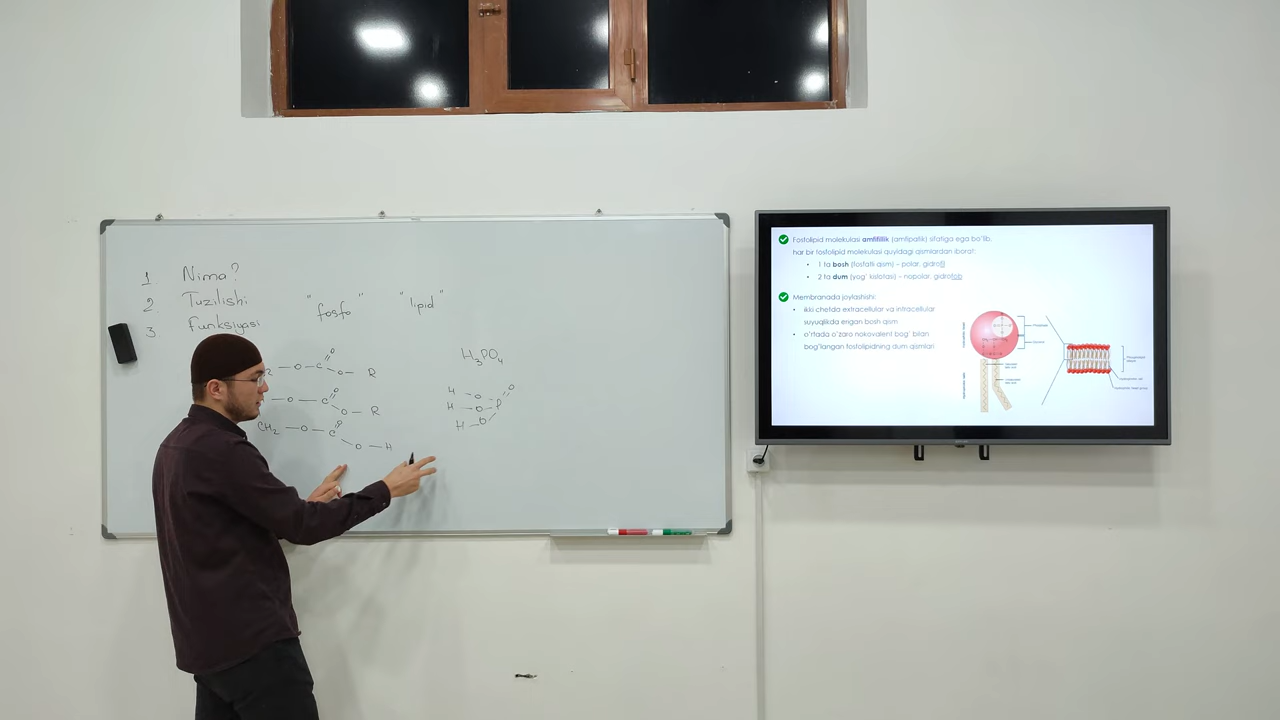 1 Nima?
2 Tuzilishi
3 Funksiyasi
"fosfo" "lipid"
O
— O — C — O — R
O
— O — C — O — R
O
CH₂ — O — C — O — H
H₃PO₄
O
H — O
H — O — P
H — O
Fosfolipid molekulasi amfifillik (amfipatik) sifatiga ega bo'lib,
har bir fosfolipid molekulasi quyidagi qismlardan iborat:
• 1 ta bosh (fosfatli qism) – polar, gidrofil
• 2 ta dum (yog' kislotasi) – nopolar, gidrofob
Membranada joylashishi:
• ikki chetda extracellular va intracellular
suyuqlikda erigan bosh qism
• o'rtada o'zaro nokovalent bog' bilan
bog'langan fosfolipidning dum qismlari